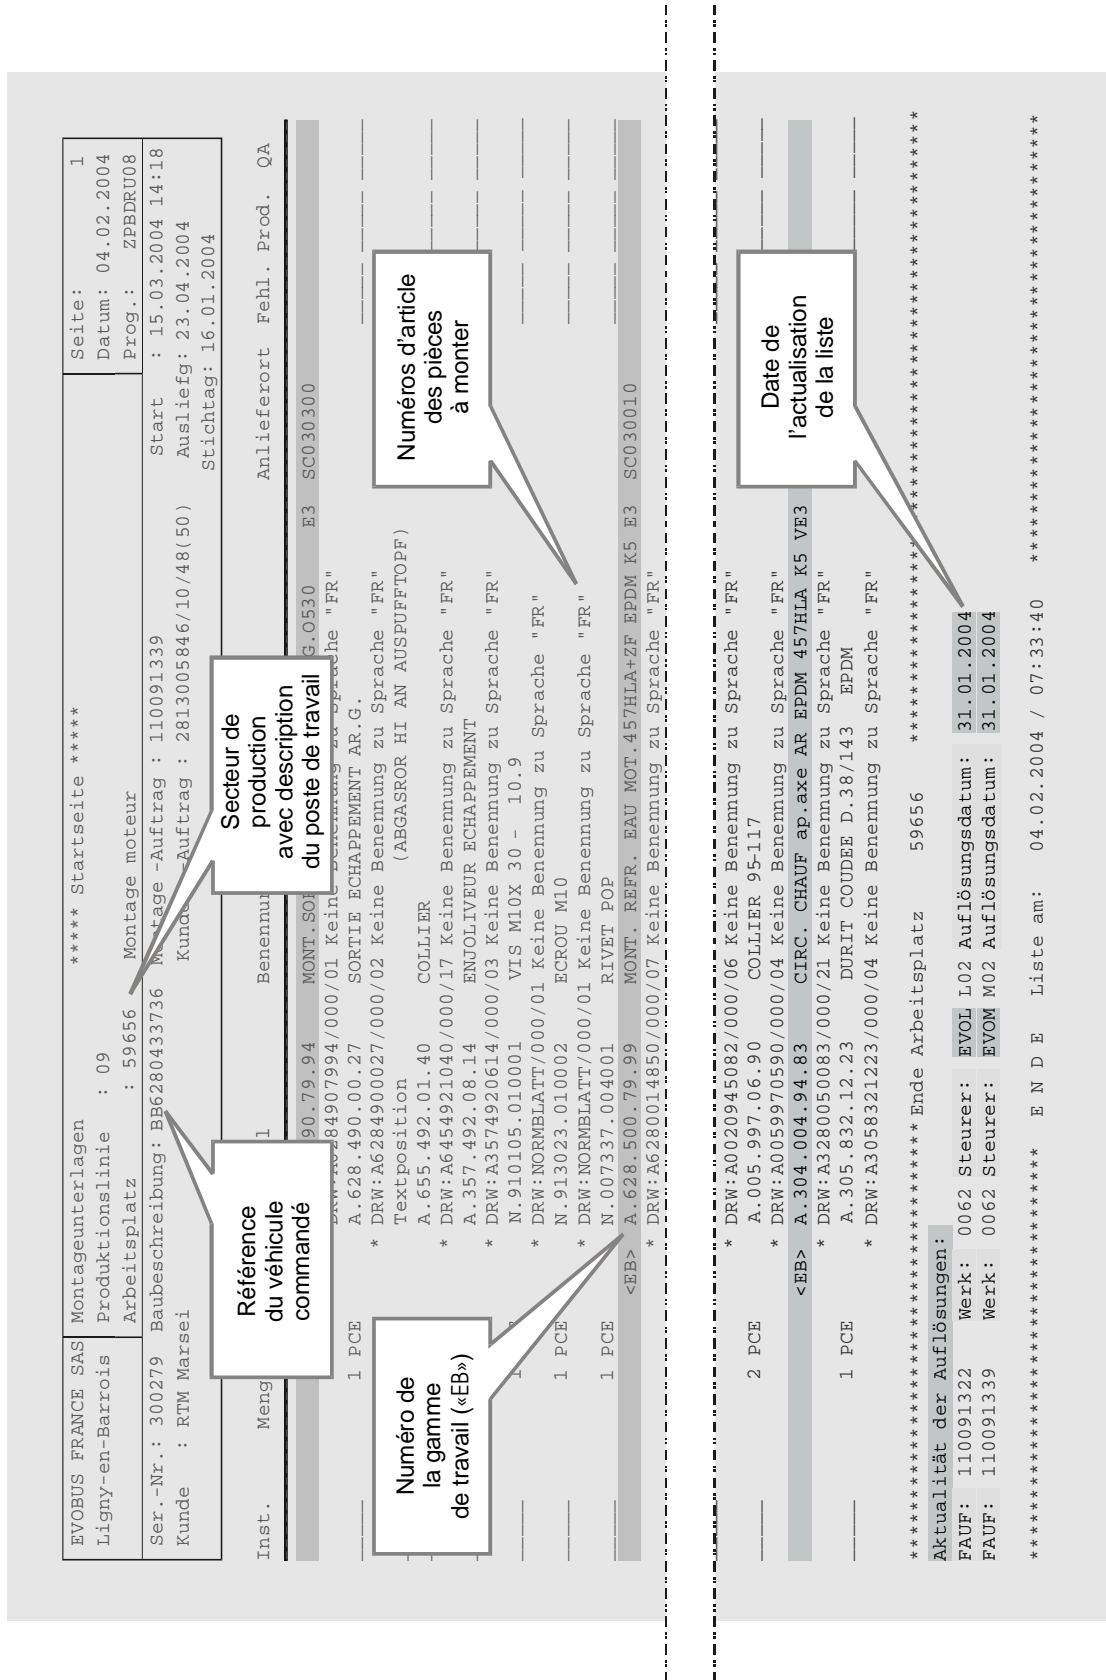 EVOBUS FRANCE SAS Montageunterlagen ***** Startseite ***** Seite: 1
Ligny-en-Barrois Produktionslinie : 09 Datum: 04.02.2004
Arbeitsplatz : 59656 Montage moteur Prog.: ZPBDRU08
Ser.-Nr.: 300279 Baubeschreibung: BB6280433736 Montage -Auftrag : 110091339 Start : 15.03.2004 14:18
Kunde : RTM Marsei -Auftrag : 2813005846/10/48(50) Ausliefg: 23.04.2004
Stichtag: 16.01.2004
Inst. Anlieferort Fehl. Prod. QA
90.79.94 G.O530 E3 SC030300
/000/01 Keine "FR"
1 PCE A.628.490.00.27 SORTIE ECHAPPEMENT AR.G.
* DRW:A6284900027/000/02 Keine Benennung zu Sprache "FR"
Textposition (ABGASROR HI AN AUSPUFFTOPF)
A.655.492.01.40 COLLIER
* DRW:A6454921040/000/17 Keine Benennung zu Sprache "FR"
A.357.492.08.14 ENJOLIVEUR ECHAPPEMENT
* DRW:A3574920614/000/03 Keine Benennung zu Sprache "FR"
N.910105.010001 VIS M10X 30 - 10.9
* DRW:NORMBLATT/000/01 Keine Benennung zu Sprache "FR"
1 PCE N.913023.010002 ECROU M10
* DRW:NORMBLATT/000/01 Keine Benennung zu Sprache "FR"
1 PCE N.007337.004001 RIVET POP
<EB> A.628.500.79.99 MONT. REFR. EAU MOT.457HLA+ZF EPDM K5 E3 SC030010
* DRW:A6280014850/000/07 Keine Benennung zu Sprache "FR"
* DRW:A0209945082/000/06 Keine Benennung zu Sprache "FR"
2 PCE A.005.997.06.90 COLLIER 95-117
* DRW:A0059970590/000/04 Keine Benennung zu Sprache "FR"
<EB> A.304.004.94.83 CIRC. CHAUF ap.axe AR EPDM 457HLA K5 VE3
* DRW:A3280050083/000/21 Keine Benennung zu Sprache "FR"
1 PCE A.305.832.12.23 DURIT COUDEE D.38/143 EPDM
* DRW:A3058321223/000/04 Keine Benennung zu Sprache "FR"
Ende Arbeitsplatz 59656
Aktualität der Auflösungen:
FAUF: 110091322 Werk: 0062 Steurer: EVOL L02 Auflösungsdatum: 31.01.2004
FAUF: 110091339 Werk: 0062 Steurer: EVOM M02 Auflösungsdatum: 31.01.2004
E N D E Liste am: 04.02.2004 / 07:33:40
Référence
du véhicule
commandé
Secteur de
production
avec description
du poste de travail
Numéro de
la gamme
de travail («EB»)
Numéros d'article
des pièces
à monter
Date de
l'actualisation
de la liste